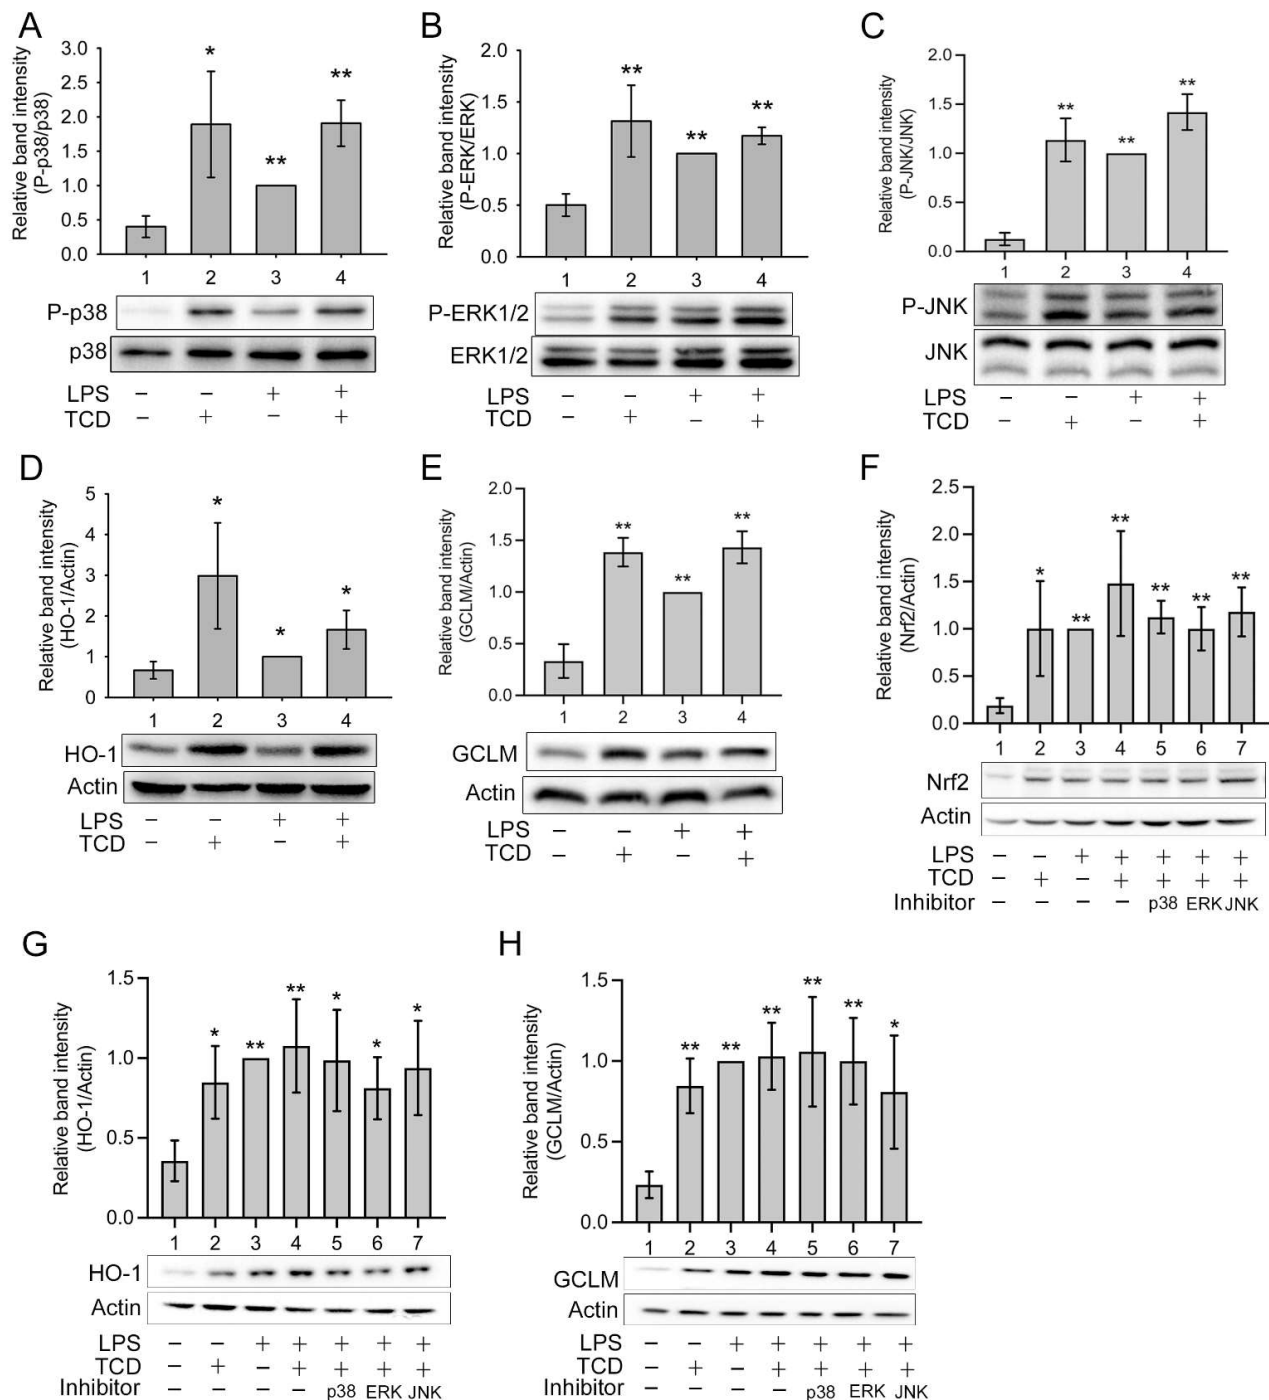 A
Relative band intensity
(P-p38/p38)
3.0
2.5
2.0
1.5
1.0
0.5
0.0
* ** **
1 2 3 4
P-p38
p38
LPS – – + +
TCD – + – +
B
Relative band intensity
(P-ERK/ERK)
2.0
1.5
1.0
0.5
0.0
** ** **
1 2 3 4
P-ERK1/2
ERK1/2
LPS – – + +
TCD – + – +
C
Relative band intensity
(P-JNK/JNK)
2.0
1.5
1.0
0.5
0.0
** ** **
1 2 3 4
P-JNK
JNK
LPS – – + +
TCD – + – +
D
Relative band intensity
(HO-1/Actin)
5
4
3
2
1
0
* * *
1 2 3 4
HO-1
Actin
LPS – – + +
TCD – + – +
E
Relative band intensity
(GCLM/Actin)
2.0
1.5
1.0
0.5
0.0
** ** **
1 2 3 4
GCLM
Actin
LPS – – + +
TCD – + – +
F
Relative band intensity
(Nrf2/Actin)
2.5
2.0
1.5
1.0
0.5
0.0
* ** ** ** ** **
1 2 3 4 5 6 7
Nrf2
Actin
LPS – – + + + + +
TCD – + – + + + +
Inhibitor – – – – p38 ERK JNK
G
Relative band intensity
(HO-1/Actin)
1.5
1.0
0.5
0.0
* ** ** * * *
1 2 3 4 5 6 7
HO-1
Actin
LPS – – + + + + +
TCD – + – + + + +
Inhibitor – – – – p38 ERK JNK
H
Relative band intensity
(GCLM/Actin)
1.5
1.0
0.5
0.0
** ** ** ** ** *
1 2 3 4 5 6 7
GCLM
Actin
LPS – – + + + + +
TCD – + – + + + +
Inhibitor – – – – p38 ERK JNK